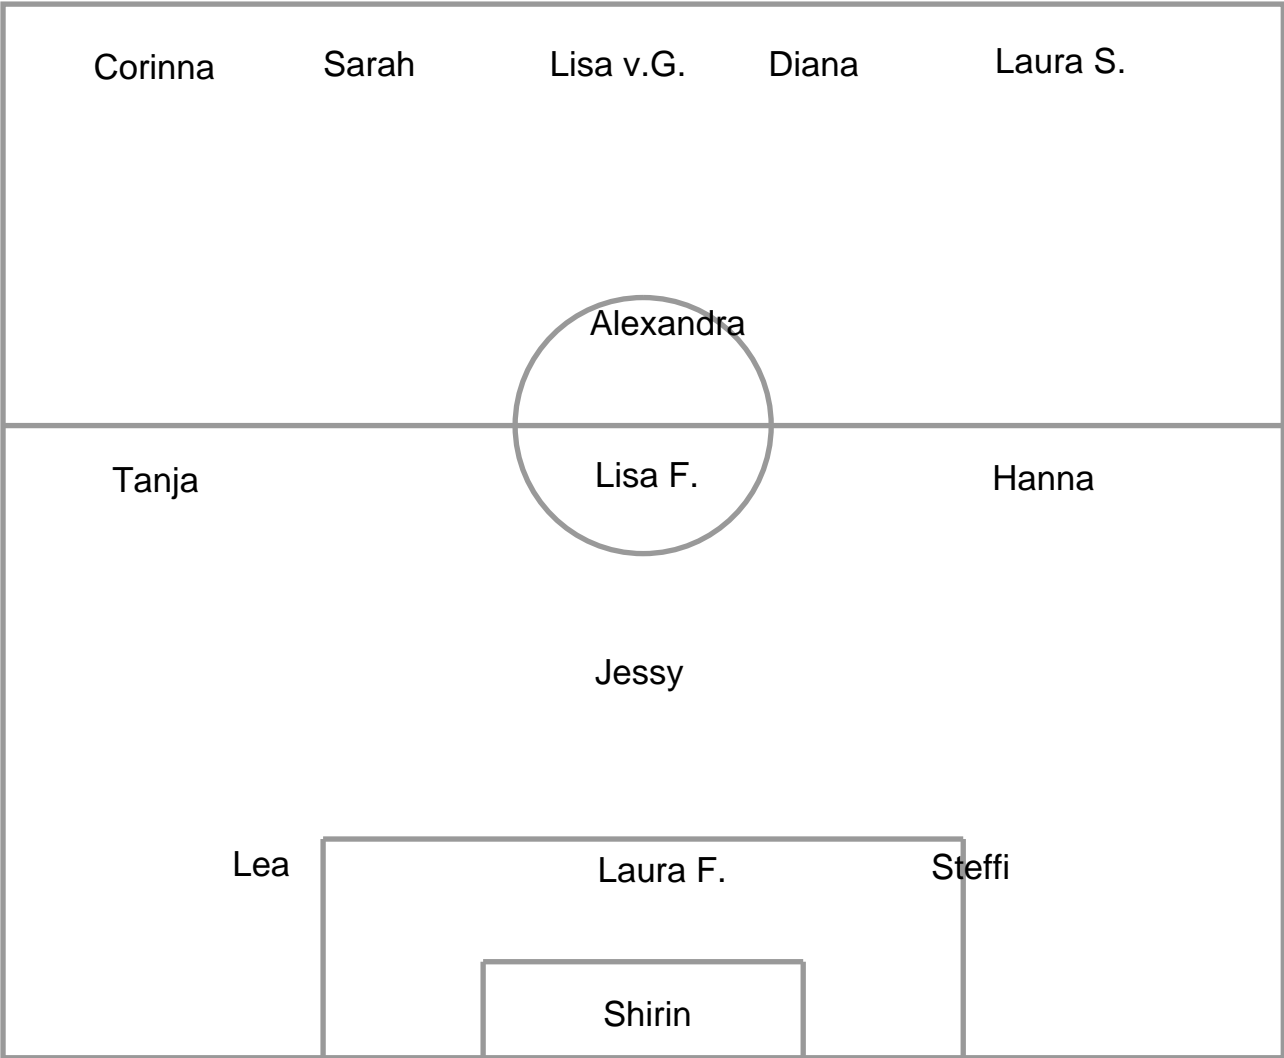 Corinna Sarah Lisa v.G. Diana Laura S.
Alexandra
Tanja Lisa F. Hanna
Jessy
Lea Laura F. Steffi
Shirin